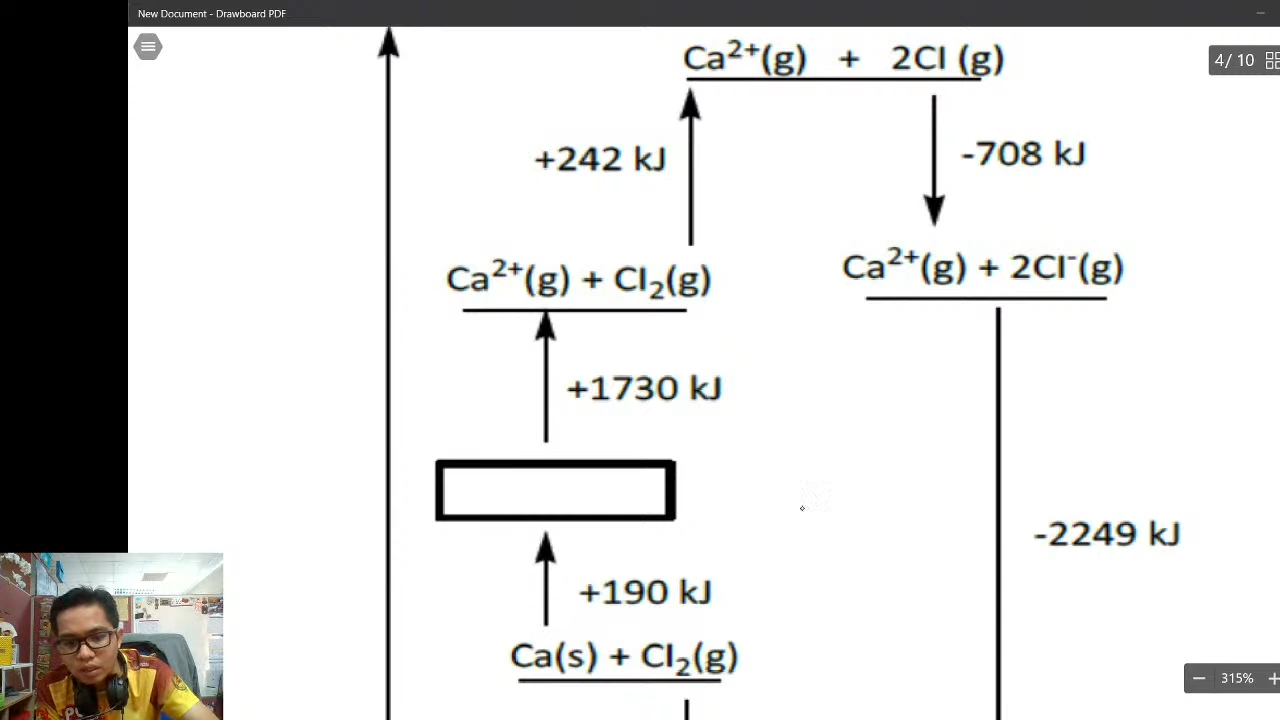 New Document - Drawboard PDF
4/ 10
Ca²⁺(g) + 2Cl (g)
+242 kJ
-708 kJ
Ca²⁺(g) + Cl₂(g)
Ca²⁺(g) + 2Cl⁻(g)
+1730 kJ
-2249 kJ
+190 kJ
Ca(s) + Cl₂(g)
315%